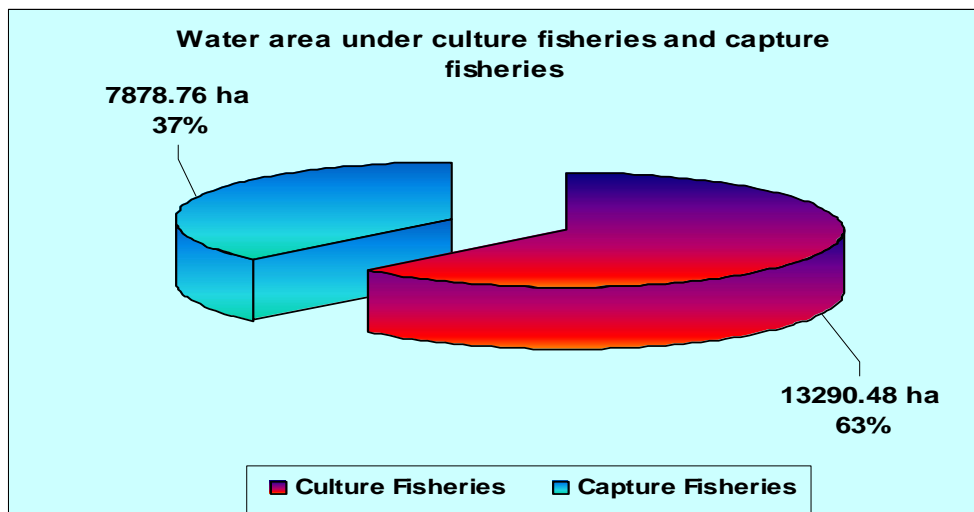 Water area under culture fisheries and capture
fisheries
7878.76 ha
37%
13290.48 ha
63%
Culture Fisheries
Capture Fisheries